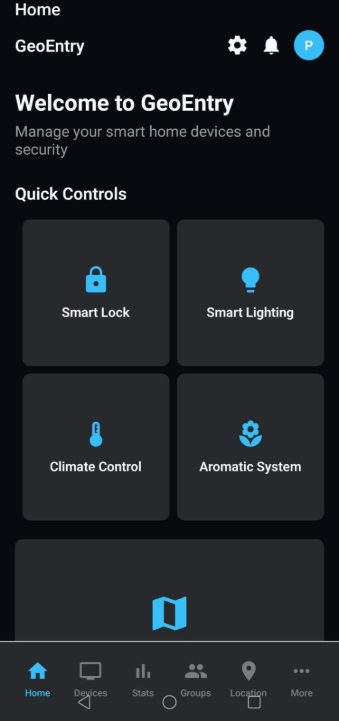 Home
GeoEntry
P
Welcome to GeoEntry
Manage your smart home devices and
security
Quick Controls
Smart Lock
Smart Lighting
Climate Control
Aromatic System
Home
Devices
Stats
Groups
Location
More